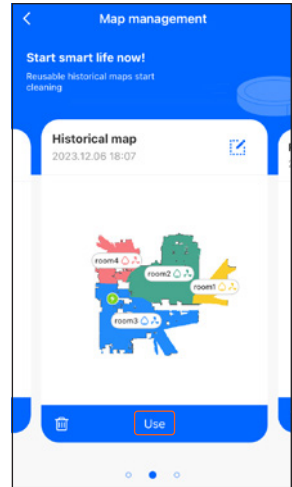 Map management
Start smart life now!
Reusable historical maps start
cleaning
Historical map
2023.12.06 18:07
room4
room2
room1
room3
Use